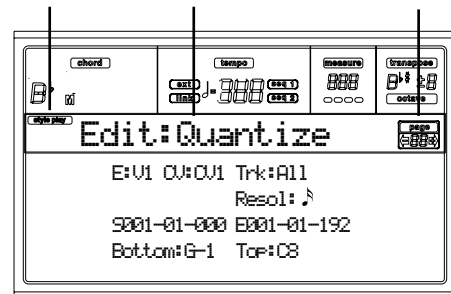 chord tempo measure transpose
ext seq 1
link seq 2
octave
style play Edit:Quantize page
E:V1 CV:CV1 Trk:All
Resol:
S001-01-000 E001-01-192
Bottom:G-1 Top:C8